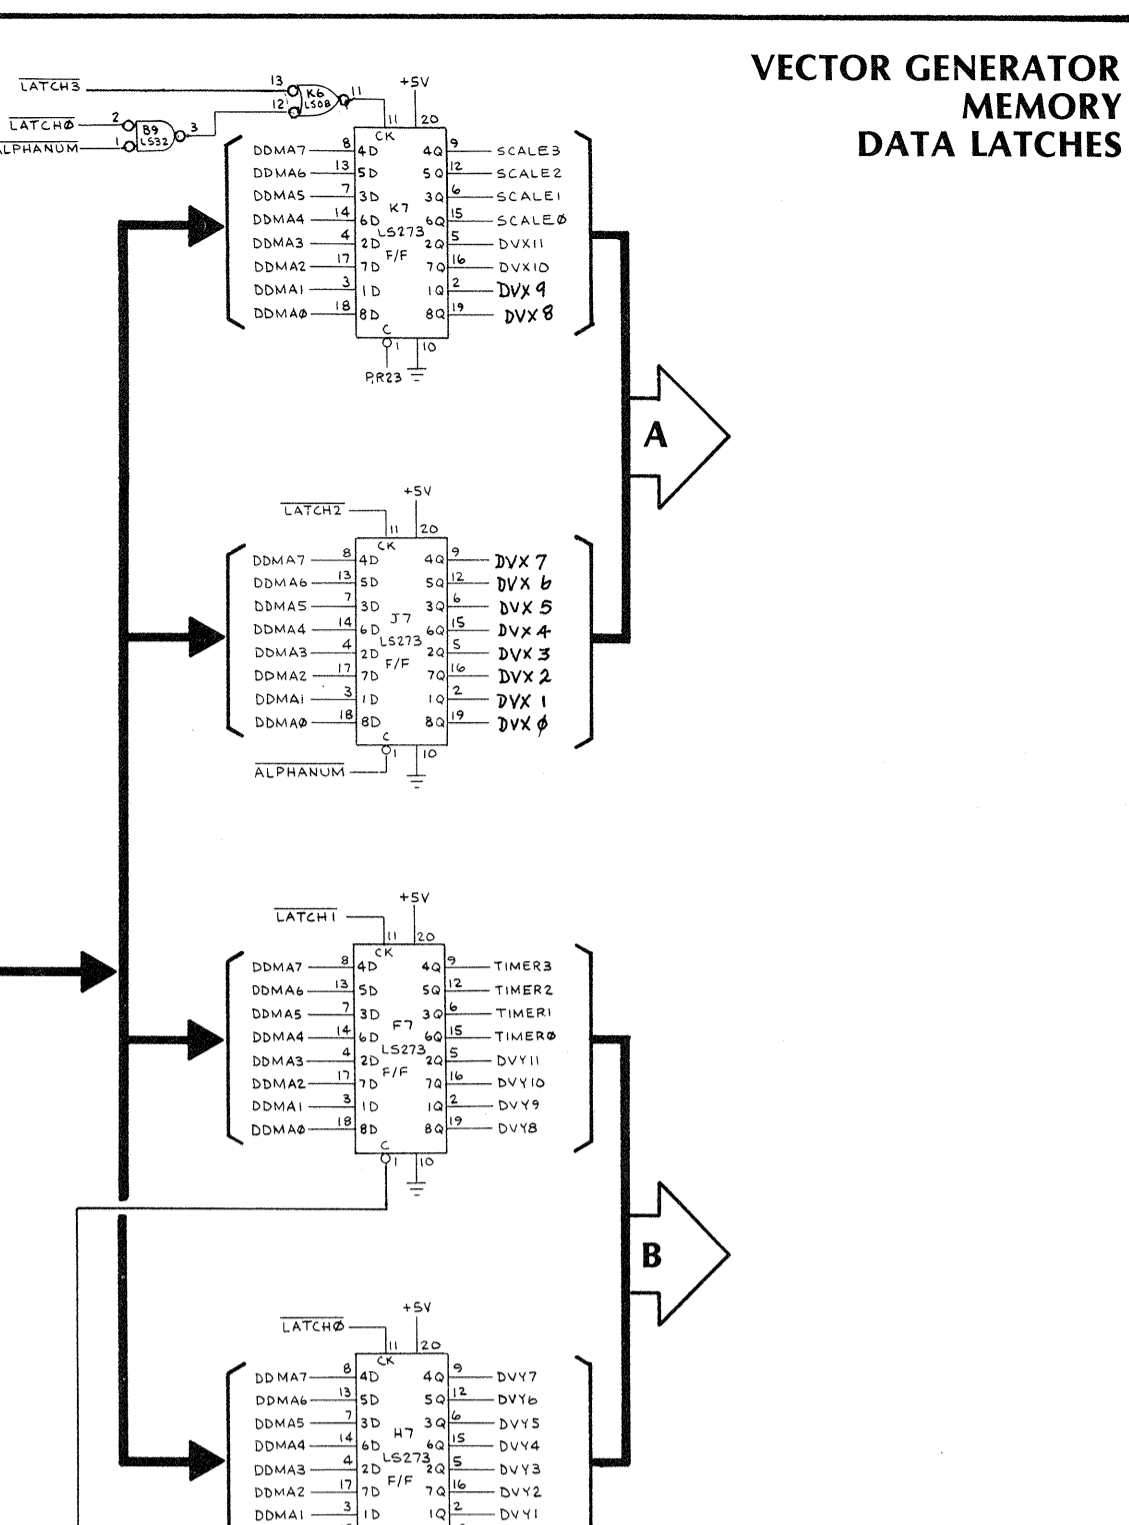 VECTOR GENERATOR
MEMORY
DATA LATCHES
LATCH3 13 K6 LS08 11 +5V
12
LATCH0 2 B9 LS32 3
ALPHANUM 1
11 20
CK
DDMA7 8 4D 4Q 9 SCALE3
DDMA6 13 5D 5Q 12 SCALE2
DDMA5 7 3D 3Q 6 SCALE1
DDMA4 14 6D 6Q 15 SCALE0
DDMA3 4 2D 2Q 5 DVX11
DDMA2 17 7D 7Q 16 DVX10
DDMA1 3 1D 1Q 2 DVX 9
DDMA0 18 8D 8Q 19 DVX 8
K7
LS273
F/F
C
1 10
P,R23
A
+5V
LATCH2
11 20
CK
DDMA7 8 4D 4Q 9 DVX 7
DDMA6 13 5D 5Q 12 DVX 6
DDMA5 7 3D 3Q 6 DVX 5
DDMA4 14 6D 6Q 15 DVX 4
DDMA3 4 2D 2Q 5 DVX 3
DDMA2 17 7D 7Q 16 DVX 2
DDMA1 3 1D 1Q 2 DVX 1
DDMA0 18 8D 8Q 19 DVX 0
J7
LS273
F/F
C
1 10
ALPHANUM
+5V
LATCH1
11 20
CK
DDMA7 8 4D 4Q 9 TIMER3
DDMA6 13 5D 5Q 12 TIMER2
DDMA5 7 3D 3Q 6 TIMER1
DDMA4 14 6D 6Q 15 TIMER0
DDMA3 4 2D 2Q 5 DVY11
DDMA2 17 7D 7Q 16 DVY10
DDMA1 3 1D 1Q 2 DVY9
DDMA0 18 8D 8Q 19 DVY8
F7
LS273
F/F
C
1 10
B
+5V
LATCH0
11 20
CK
DDMA7 8 4D 4Q 9 DVY7
DDMA6 13 5D 5Q 12 DVY6
DDMA5 7 3D 3Q 6 DVY5
DDMA4 14 6D 6Q 15 DVY4
DDMA3 4 2D 2Q 5 DVY3
DDMA2 17 7D 7Q 16 DVY2
DDMA1 3 1D 1Q 2 DVY1
H7
LS273
F/F